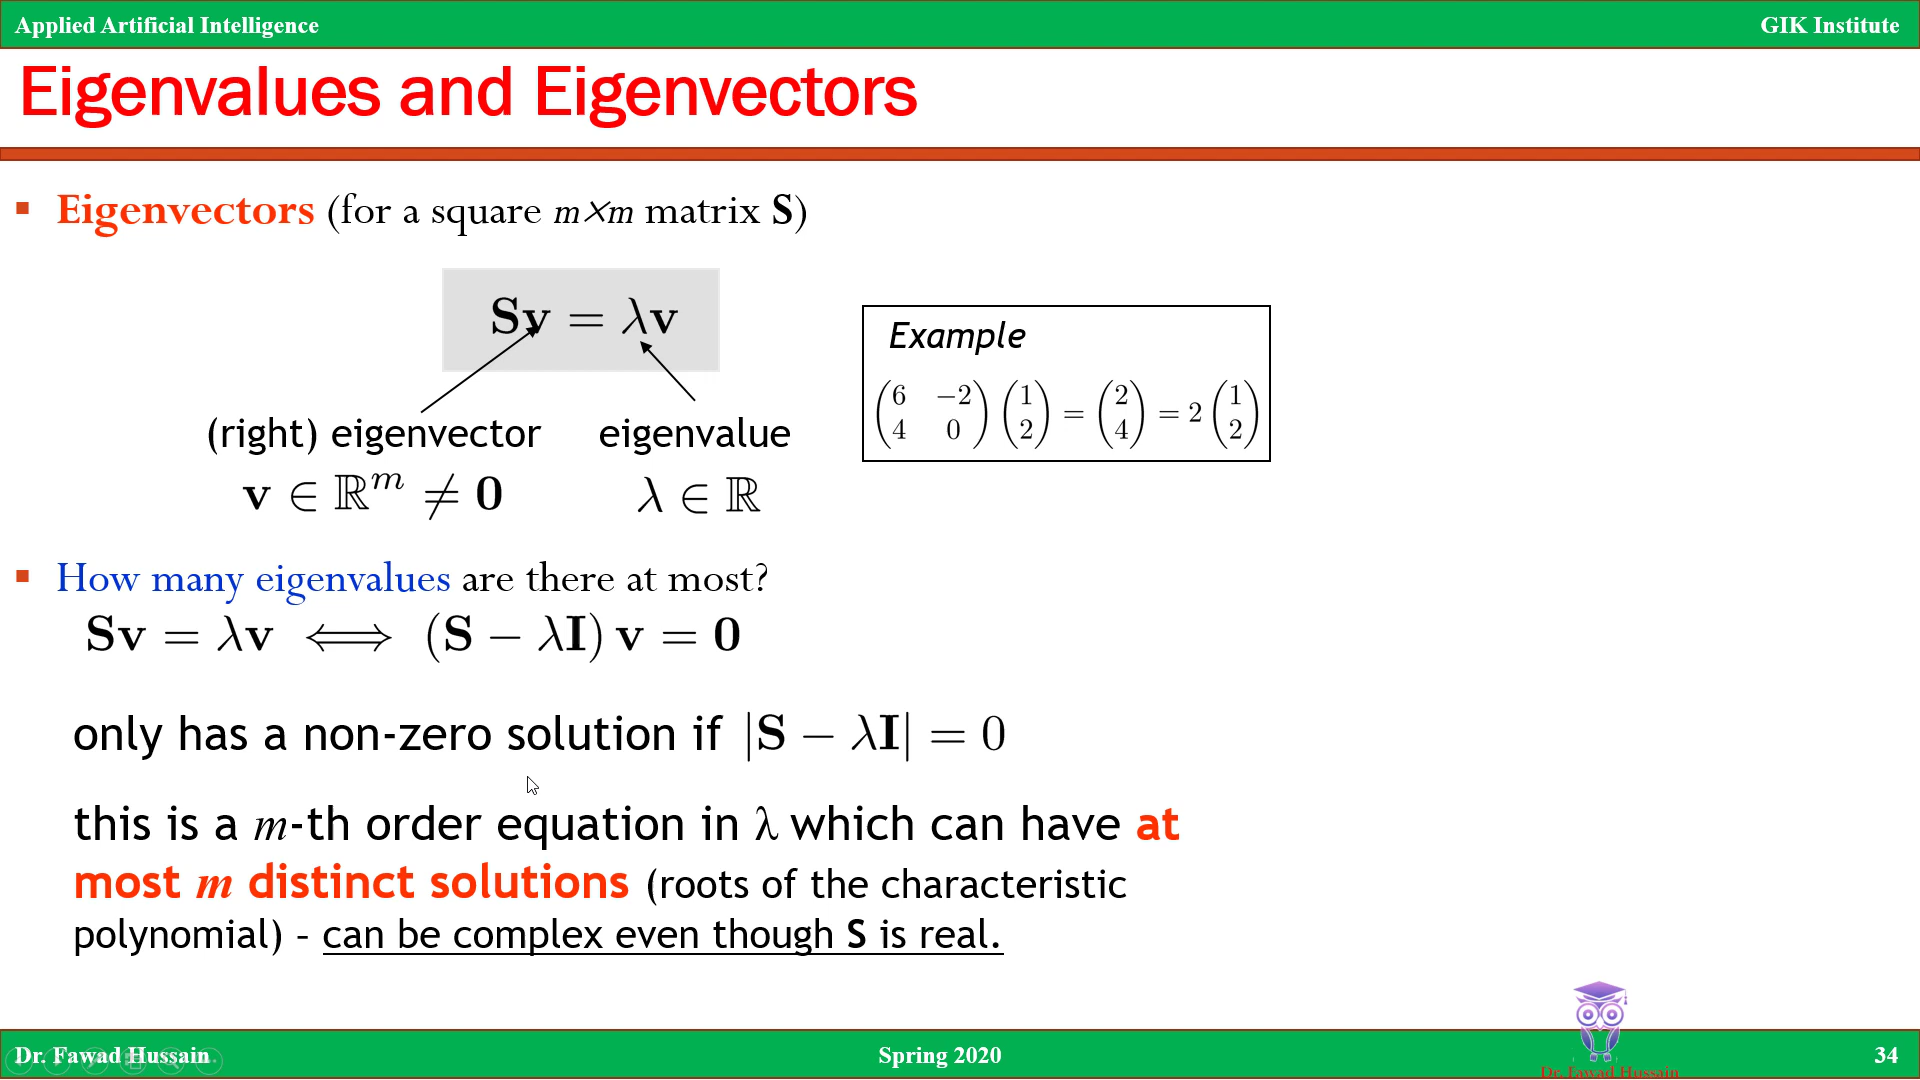 Applied Artificial Intelligence GIK Institute
Eigenvalues and Eigenvectors
▪ Eigenvectors (for a square m×m matrix S)
Sv = λv
Example
(6 −2; 4 0) (1; 2) = (2; 4) = 2 (1; 2)
(right) eigenvector eigenvalue
v ∈ ℝ^m ≠ 0 λ ∈ ℝ
▪ How many eigenvalues are there at most?
Sv = λv ⟺ (S − λI) v = 0
only has a non-zero solution if |S − λI| = 0
this is a m-th order equation in λ which can have at
most m distinct solutions (roots of the characteristic
polynomial) – can be complex even though S is real.
Dr. Fawad Hussain Spring 2020 34
Dr. Fawad Hussain